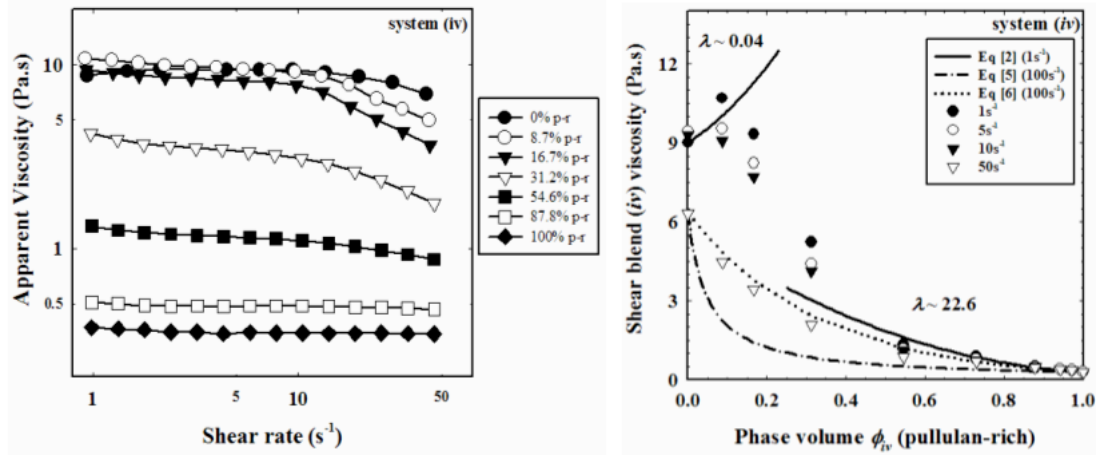 system (iv)
Apparent Viscosity (Pa.s)
10
5
1
0.5
1
5
10
50
Shear rate (s⁻¹)
0% p-r
8.7% p-r
16.7% p-r
31.2% p-r
54.6% p-r
87.8% p-r
100% p-r
system (iv)
λ ~ 0.04
Eq [2] (1s⁻¹)
Eq [5] (100s⁻¹)
Eq [6] (100s⁻¹)
1s⁻¹
5s⁻¹
10s⁻¹
50s⁻¹
λ ~ 22.6
Shear blend (iv) viscosity (Pa.s)
12
9
6
3
0
0.0
0.2
0.4
0.6
0.8
1.0
Phase volume ϕiv (pullulan-rich)